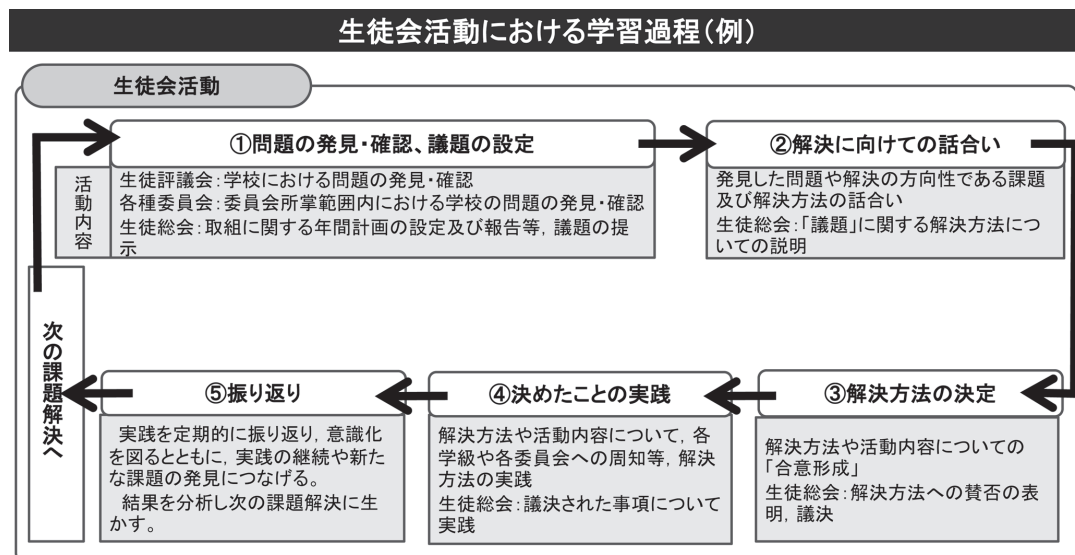 生徒会活動における学習過程(例)
生徒会活動
①問題の発見・確認、議題の設定
活動内容
生徒評議会:学校における問題の発見・確認
各種委員会:委員会所掌範囲内における学校の問題の発見・確認
生徒総会:取組に関する年間計画の設定及び報告等,議題の提
示
②解決に向けての話合い
発見した問題や解決の方向性である課題
及び解決方法の話合い
生徒総会:「議題」に関する解決方法につ
いての説明
③解決方法の決定
解決方法や活動内容についての
「合意形成」
生徒総会:解決方法への賛否の表
明,議決
④決めたことの実践
解決方法や活動内容について,各
学級や各委員会への周知等,解決
方法の実践
生徒総会:議決された事項について
実践
⑤振り返り
実践を定期的に振り返り,意識化
を図るとともに,実践の継続や新た
な課題の発見につなげる。
結果を分析し次の課題解決に生
かす。
次の課題解決へ